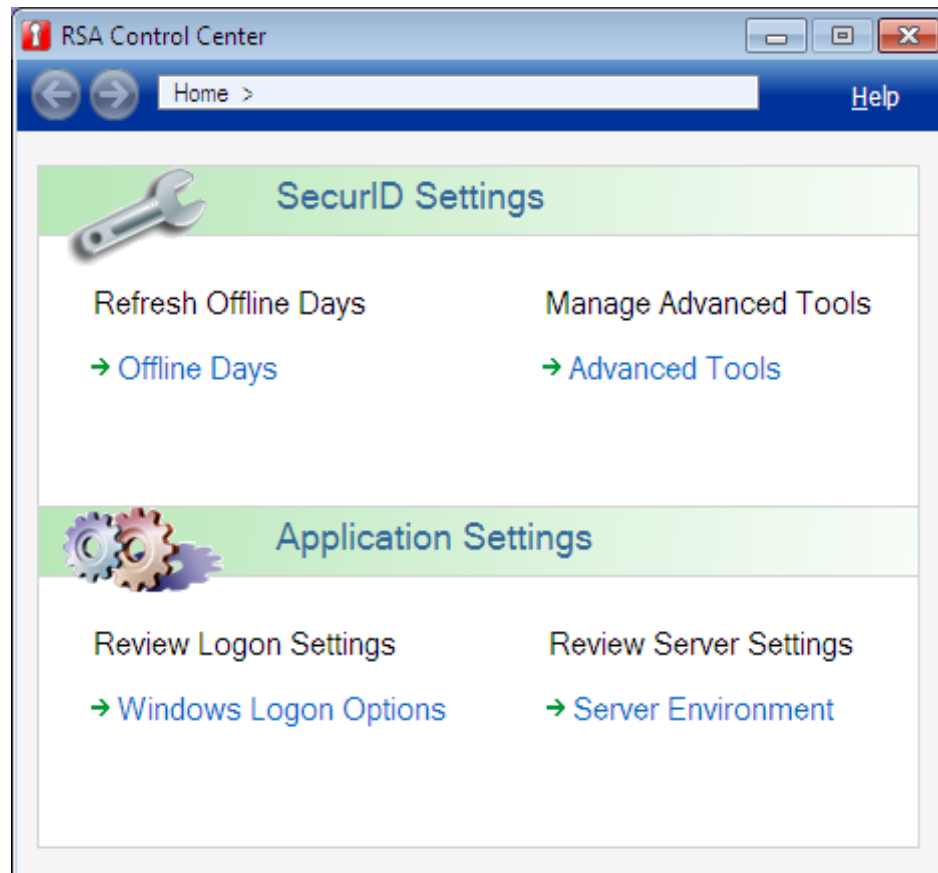 RSA Control Center
Home >
Help
SecurID Settings
Refresh Offline Days
Manage Advanced Tools
Offline Days
Advanced Tools
Application Settings
Review Logon Settings
Review Server Settings
Windows Logon Options
Server Environment